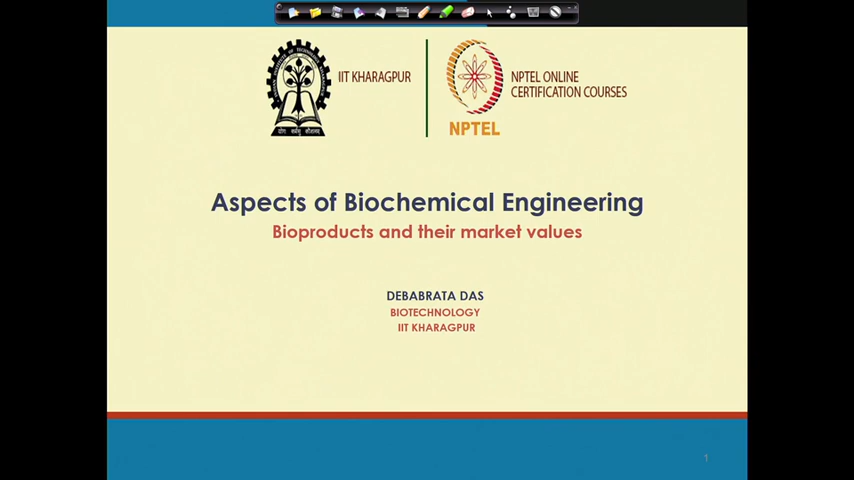 IIT KHARAGPUR
NPTEL ONLINE
CERTIFICATION COURSES
NPTEL
Aspects of Biochemical Engineering
Bioproducts and their market values
DEBABRATA DAS
BIOTECHNOLOGY
IIT KHARAGPUR
1